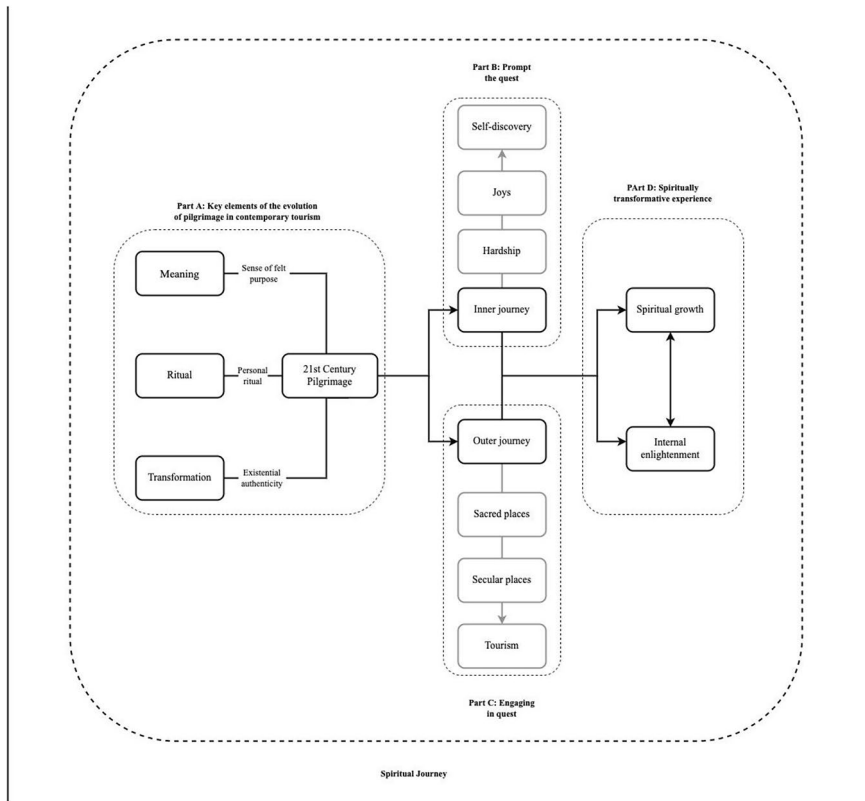 Part B: Prompt
the quest
Self-discovery
Joys
Hardship
Inner journey
Part A: Key elements of the evolution
of pilgrimage in contemporary tourism
Meaning
Sense of felt
purpose
Ritual
Personal
ritual
21st Century
Pilgrimage
Transformation
Existential
authenticity
PArt D: Spiritually
transformative experience
Spiritual growth
Internal
enlightenment
Outer journey
Sacred places
Secular places
Tourism
Part C: Engaging
in quest
Spiritual Journey